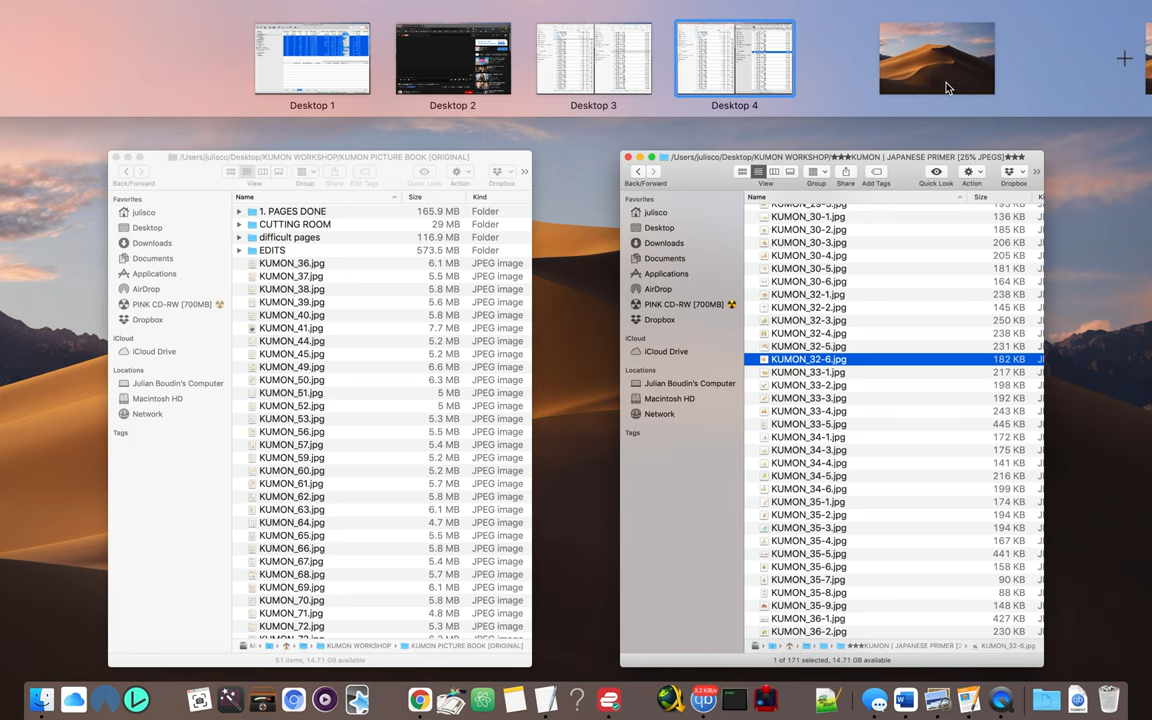 Desktop 1
Desktop 2
Desktop 3
Desktop 4
/Users/julisco/Desktop/KUMON WORKSHOP/KUMON PICTURE BOOK [ORIGINAL]
Back/Forward View Group Share Edit Tags Quick Look Action Dropbox
Favorites
julisco
Desktop
Downloads
Documents
Applications
AirDrop
PINK CD-RW [700MB] ☢
Dropbox
iCloud
iCloud Drive
Locations
Julian Boudin's Computer
Macintosh HD
Network
Tags
Name Size Kind
1. PAGES DONE 165.9 MB Folder
CUTTING ROOM 29 MB Folder
difficult pages 116.9 MB Folder
EDITS 573.5 MB Folder
KUMON_36.jpg 6.1 MB JPEG image
KUMON_37.jpg 5.5 MB JPEG image
KUMON_38.jpg 5.8 MB JPEG image
KUMON_39.jpg 5.6 MB JPEG image
KUMON_40.jpg 5.8 MB JPEG image
KUMON_41.jpg 7.7 MB JPEG image
KUMON_44.jpg 5.2 MB JPEG image
KUMON_45.jpg 5.2 MB JPEG image
KUMON_49.jpg 6.6 MB JPEG image
KUMON_50.jpg 6.3 MB JPEG image
KUMON_51.jpg 5 MB JPEG image
KUMON_52.jpg 5 MB JPEG image
KUMON_53.jpg 5.3 MB JPEG image
KUMON_56.jpg 5.5 MB JPEG image
KUMON_57.jpg 5.4 MB JPEG image
KUMON_59.jpg 5.2 MB JPEG image
KUMON_60.jpg 5.2 MB JPEG image
KUMON_61.jpg 5.7 MB JPEG image
KUMON_62.jpg 5.8 MB JPEG image
KUMON_63.jpg 6.1 MB JPEG image
KUMON_64.jpg 4.7 MB JPEG image
KUMON_65.jpg 5.5 MB JPEG image
KUMON_66.jpg 5.8 MB JPEG image
KUMON_67.jpg 5.4 MB JPEG image
KUMON_68.jpg 5.7 MB JPEG image
KUMON_69.jpg 6.1 MB JPEG image
KUMON_70.jpg 5.8 MB JPEG image
KUMON_71.jpg 4.8 MB JPEG image
KUMON_72.jpg 5.3 MB JPEG image
KUMON WORKSHOP › KUMON PICTURE BOOK [ORIGINAL]
51 items, 14.71 GB available
/Users/julisco/Desktop/KUMON WORKSHOP/★★★KUMON | JAPANESE PRIMER [25% JPEGS]★★★
Back/Forward View Group Share Add Tags Quick Look Action Dropbox
Favorites
julisco
Desktop
Downloads
Documents
Applications
AirDrop
PINK CD-RW [700MB] ☢
Dropbox
iCloud
iCloud Drive
Locations
Julian Boudin's Computer
Macintosh HD
Network
Tags
Name Size
KUMON_30-1.jpg 136 KB
KUMON_30-2.jpg 185 KB
KUMON_30-3.jpg 206 KB
KUMON_30-4.jpg 205 KB
KUMON_30-5.jpg 181 KB
KUMON_30-6.jpg 164 KB
KUMON_32-1.jpg 238 KB
KUMON_32-2.jpg 145 KB
KUMON_32-3.jpg 250 KB
KUMON_32-4.jpg 238 KB
KUMON_32-5.jpg 231 KB
KUMON_32-6.jpg 182 KB
KUMON_33-1.jpg 217 KB
KUMON_33-2.jpg 198 KB
KUMON_33-3.jpg 192 KB
KUMON_33-4.jpg 243 KB
KUMON_33-5.jpg 445 KB
KUMON_34-1.jpg 172 KB
KUMON_34-3.jpg 175 KB
KUMON_34-4.jpg 141 KB
KUMON_34-5.jpg 216 KB
KUMON_34-6.jpg 199 KB
KUMON_35-1.jpg 174 KB
KUMON_35-2.jpg 194 KB
KUMON_35-3.jpg 194 KB
KUMON_35-4.jpg 167 KB
KUMON_35-5.jpg 441 KB
KUMON_35-6.jpg 158 KB
KUMON_35-7.jpg 90 KB
KUMON_35-8.jpg 88 KB
KUMON_35-9.jpg 148 KB
KUMON_36-1.jpg 427 KB
KUMON_36-2.jpg 230 KB
★★★KUMON | JAPANESE PRIMER [2 › KUMON_32-6.jpg
1 of 171 selected, 14.71 GB available
3.2 KB/s